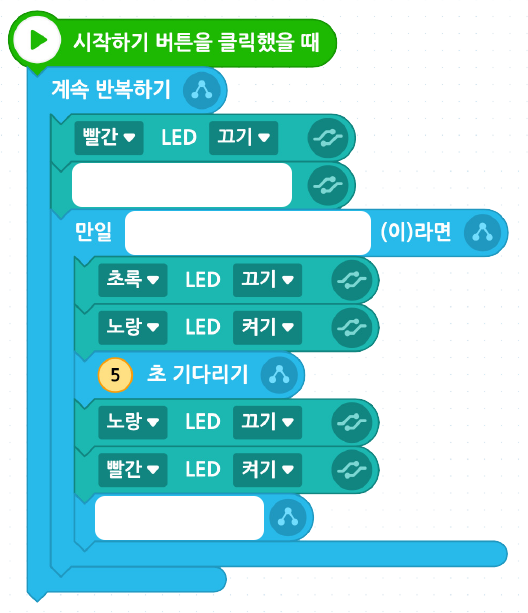 시작하기 버튼을 클릭했을 때
계속 반복하기
빨간 LED 끄기
만일 (이)라면
초록 LED 끄기
노랑 LED 켜기
5 초 기다리기
노랑 LED 끄기
빨간 LED 켜기